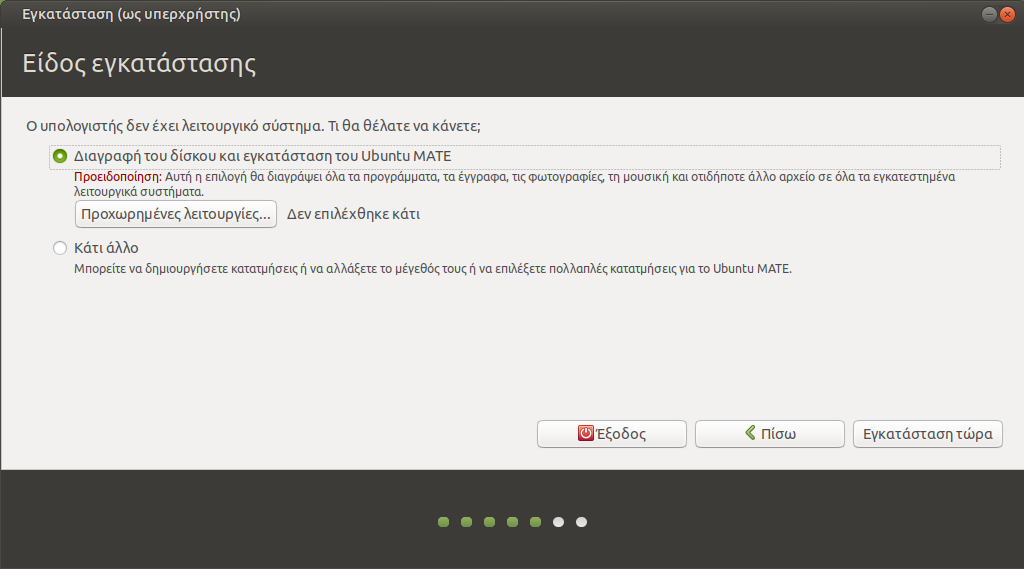 Εγκατάσταση (ως υπερχρήστης)
Είδος εγκατάστασης
Ο υπολογιστής δεν έχει λειτουργικό σύστημα. Τι θα θέλατε να κάνετε;
Διαγραφή του δίσκου και εγκατάσταση του Ubuntu MATE
Προειδοποίηση: Αυτή η επιλογή θα διαγράψει όλα τα προγράμματα, τα έγγραφα, τις φωτογραφίες, τη μουσική και οτιδήποτε άλλο αρχείο σε όλα τα εγκατεστημένα
λειτουργικά συστήματα.
Προχωρημένες λειτουργίες... Δεν επιλέχθηκε κάτι
Κάτι άλλο
Μπορείτε να δημιουργήσετε κατατμήσεις ή να αλλάξετε το μέγεθός τους ή να επιλέξετε πολλαπλές κατατμήσεις για το Ubuntu MATE.
Έξοδος Πίσω Εγκατάσταση τώρα